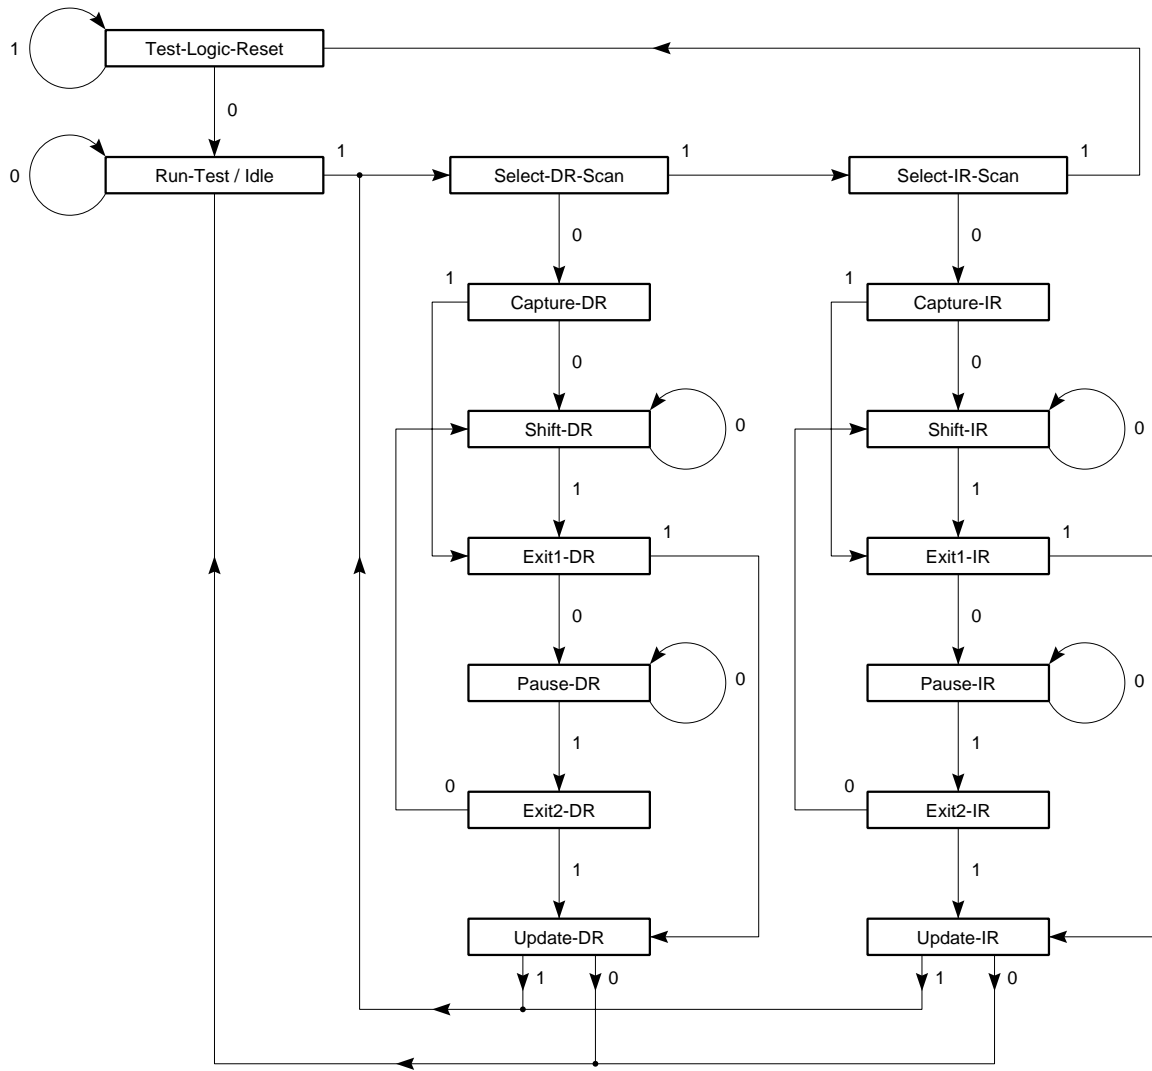 1
Test-Logic-Reset
0
0
Run-Test / Idle
1
Select-DR-Scan
1
Select-IR-Scan
1
0
0
1
Capture-DR
1
Capture-IR
0
0
Shift-DR
0
Shift-IR
0
1
1
Exit1-DR
1
Exit1-IR
1
0
0
Pause-DR
0
Pause-IR
0
1
1
0
Exit2-DR
0
Exit2-IR
1
1
Update-DR
Update-IR
1
0
1
0